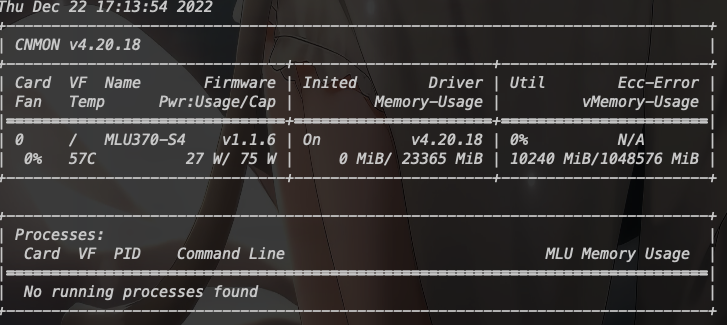 Thu Dec 22 17:13:54 2022
+------------------------------+----------------------+----------------------+
| CNMON v4.20.18                                                             |
+------------------------------+----------------------+----------------------+
| Card  VF  Name       Firmware | Inited        Driver | Util       Ecc-Error |
| Fan   Temp      Pwr:Usage/Cap |         Memory-Usage |        vMemory-Usage |
|===============================+======================+======================|
| 0     /   MLU370-S4    v1.1.6 | On          v4.20.18 | 0%          N/A      |
|  0%   57C          27 W/ 75 W |     0 MiB/ 23365 MiB | 10240 MiB/1048576 MiB |
+------------------------------+----------------------+----------------------+
+----------------------------------------------------------------------------+
| Processes:                                                                 |
|  Card  VF  PID    Command Line                            MLU Memory Usage |
|============================================================================|
|  No running processes found                                                |
+----------------------------------------------------------------------------+